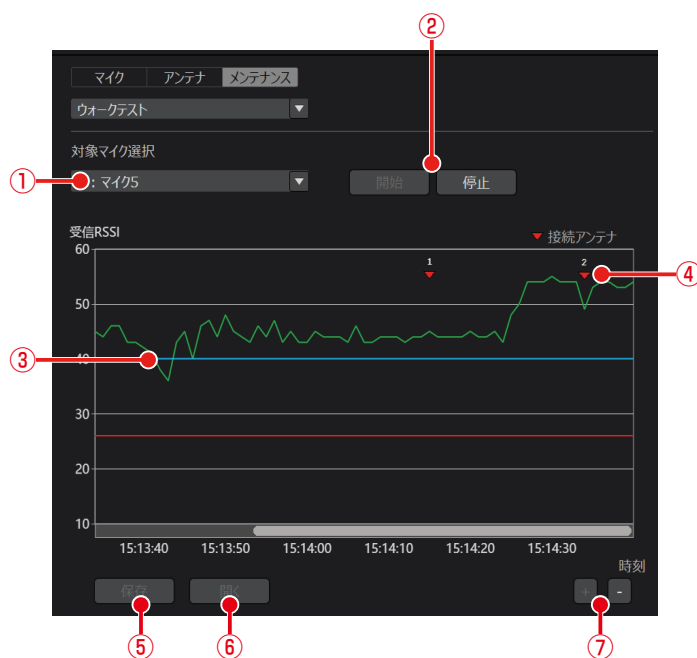 ②
マイク アンテナ メンテナンス
ウォークテスト
対象マイク選択
① : マイク5 開始 停止
受信RSSI
▼ 接続アンテナ
60
1 2
④
50
③ 40
30
20
10
15:13:40 15:13:50 15:14:00 15:14:10 15:14:20 15:14:30
時刻
保存 開く + -
⑤ ⑥ ⑦